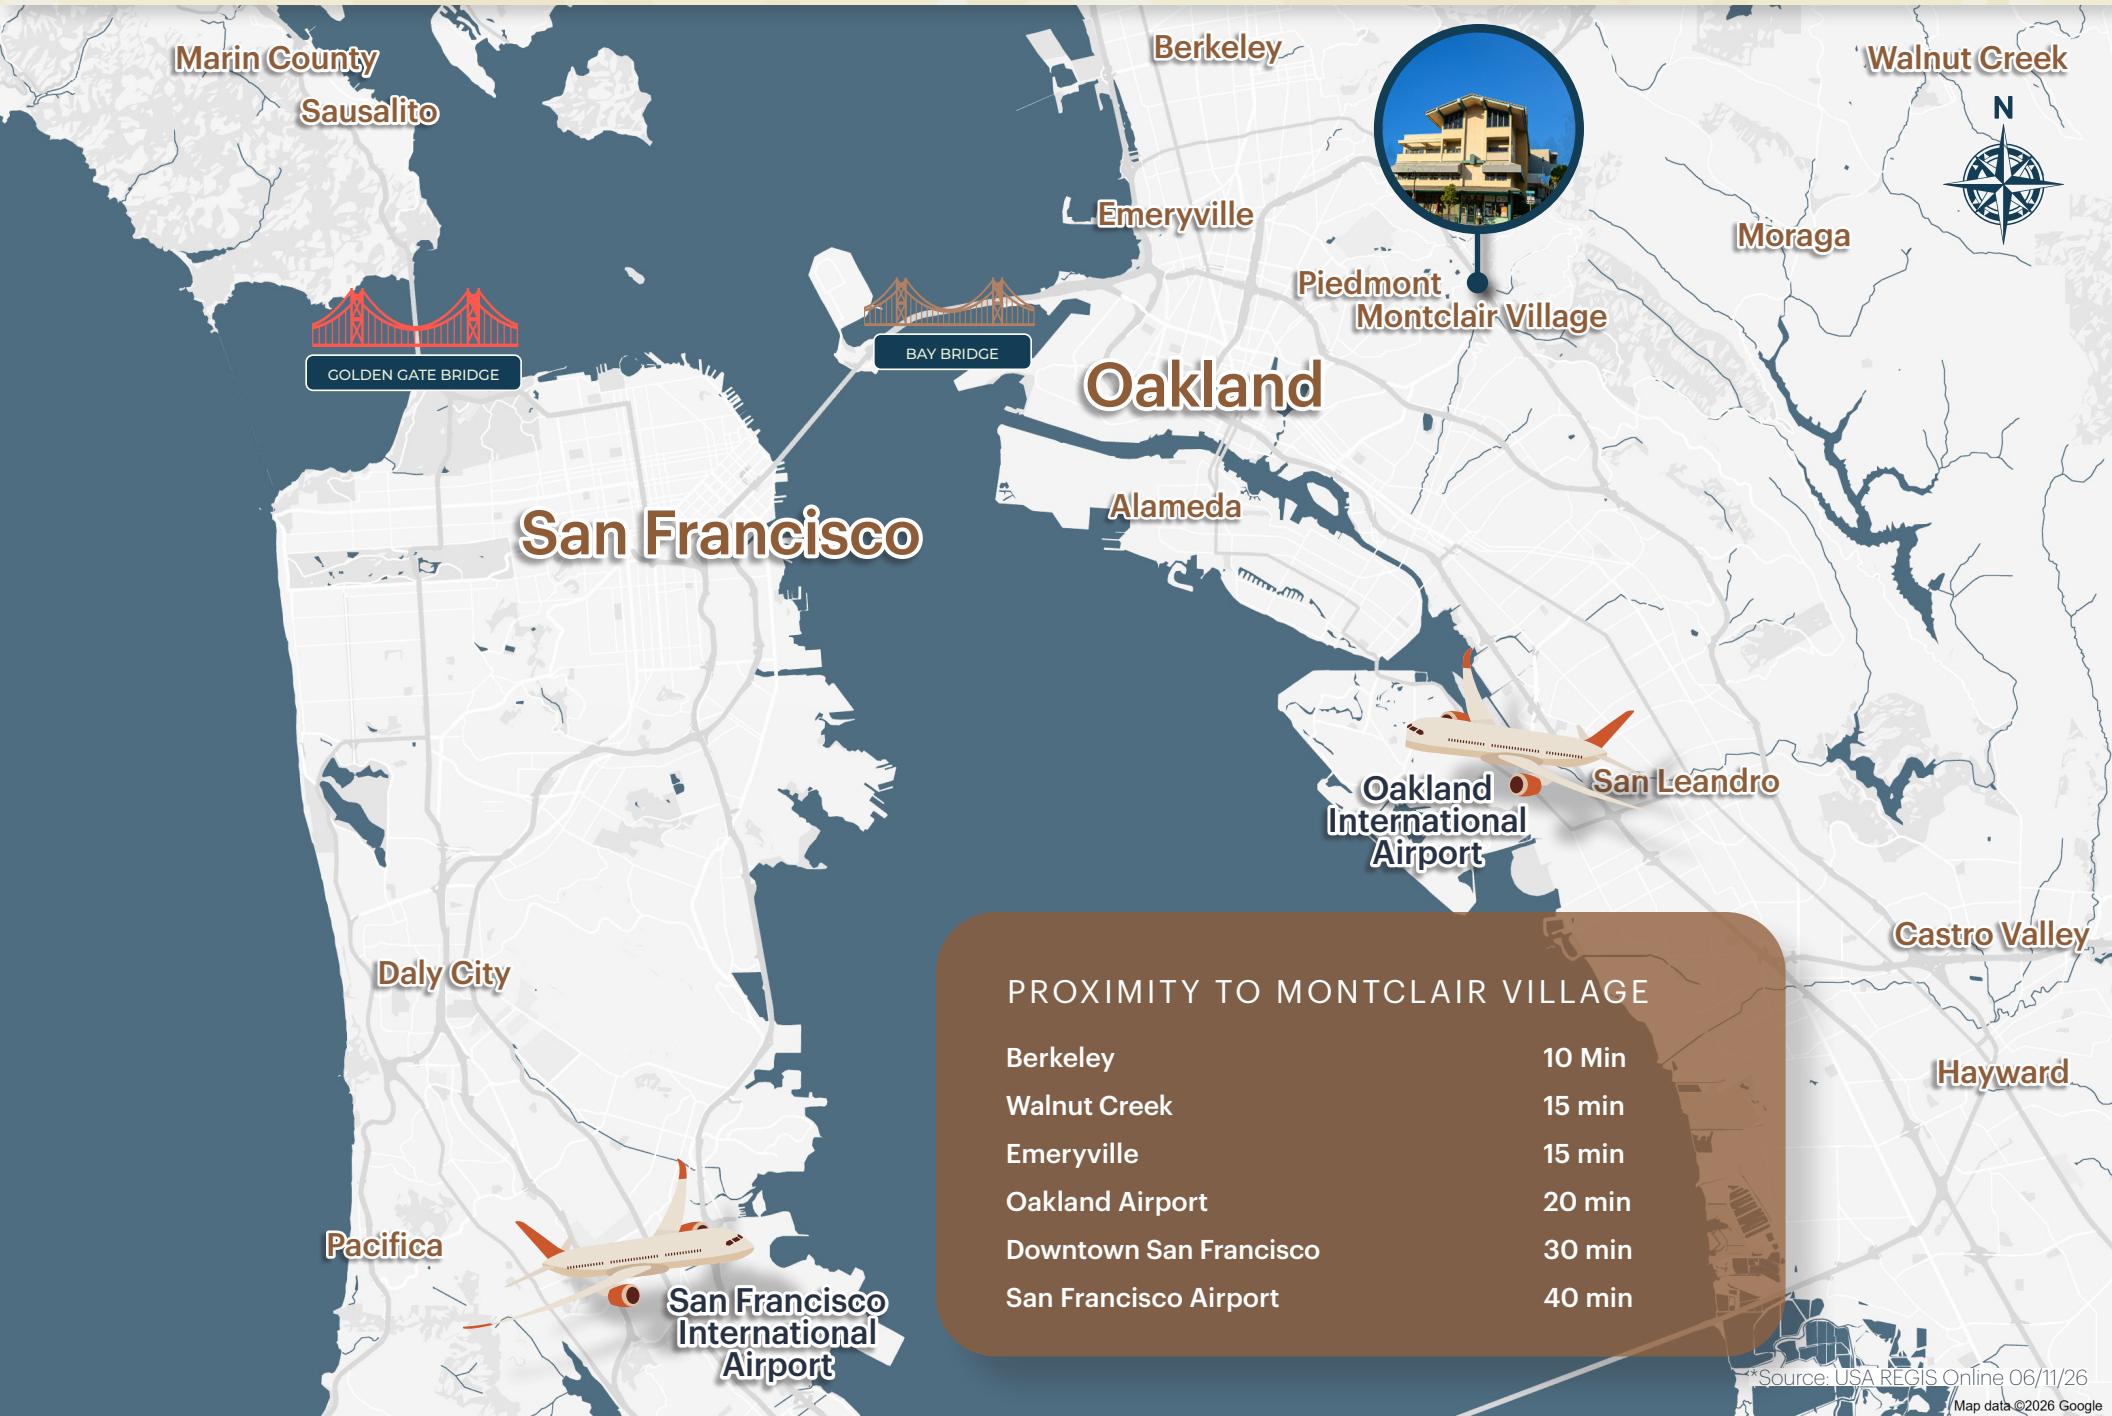 Marin County
Sausalito
Berkeley
Walnut Creek
N
Emeryville
Moraga
Piedmont
Montclair Village
GOLDEN GATE BRIDGE
BAY BRIDGE
Oakland
San Francisco
Alameda
Oakland
International
Airport
San Leandro
Castro Valley
Daly City
Hayward
Pacifica
San Francisco
International
Airport
PROXIMITY TO MONTCLAIR VILLAGE
Berkeley 10 Min
Walnut Creek 15 min
Emeryville 15 min
Oakland Airport 20 min
Downtown San Francisco 30 min
San Francisco Airport 40 min
*Source: USA REGIS Online 06/11/26
Map data ©2026 Google